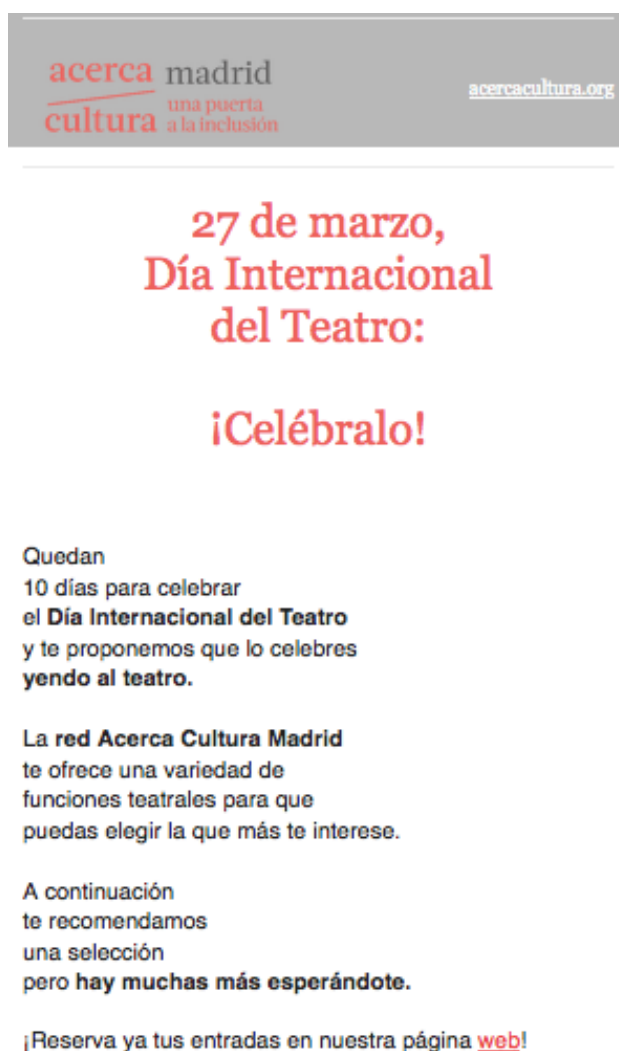 acerca madrid
cultura una puerta a la inclusión
acercacultura.org
27 de marzo,
Día Internacional
del Teatro:
¡Celébralo!
Quedan
10 días para celebrar
el Día Internacional del Teatro
y te proponemos que lo celebres
yendo al teatro.
La red Acerca Cultura Madrid
te ofrece una variedad de
funciones teatrales para que
puedas elegir la que más te interese.
A continuación
te recomendamos
una selección
pero hay muchas más esperándote.
¡Reserva ya tus entradas en nuestra página web!